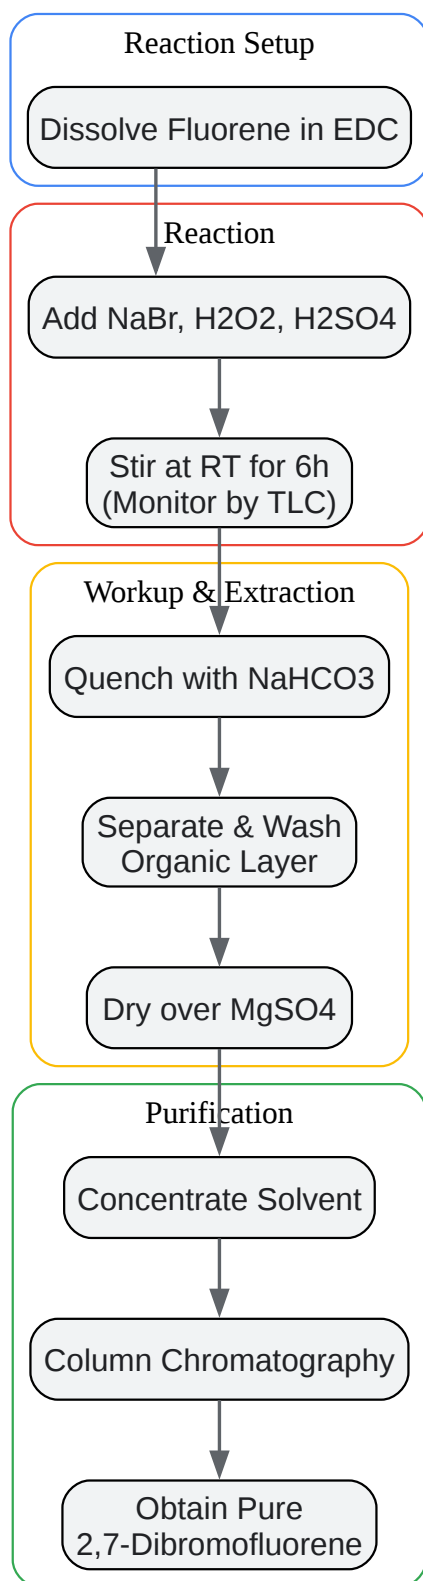 Reaction Setup
Dissolve Fluorene in EDC
Reaction
Add NaBr, H2O2, H2SO4
Stir at RT for 6h
(Monitor by TLC)
Workup & Extraction
Quench with NaHCO3
Separate & Wash
Organic Layer
Dry over MgSO4
Purification
Concentrate Solvent
Column Chromatography
Obtain Pure
2,7-Dibromofluorene